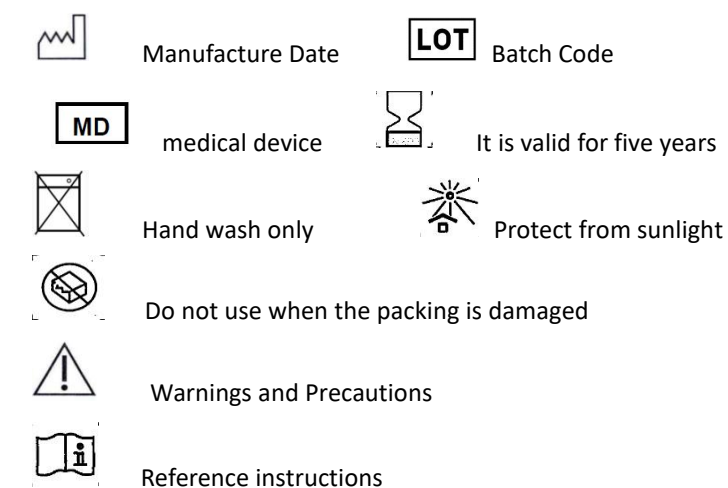 Manufacture Date LOT Batch Code
MD medical device It is valid for five years
Hand wash only Protect from sunlight
Do not use when the packing is damaged
! Warnings and Precautions
i Reference instructions